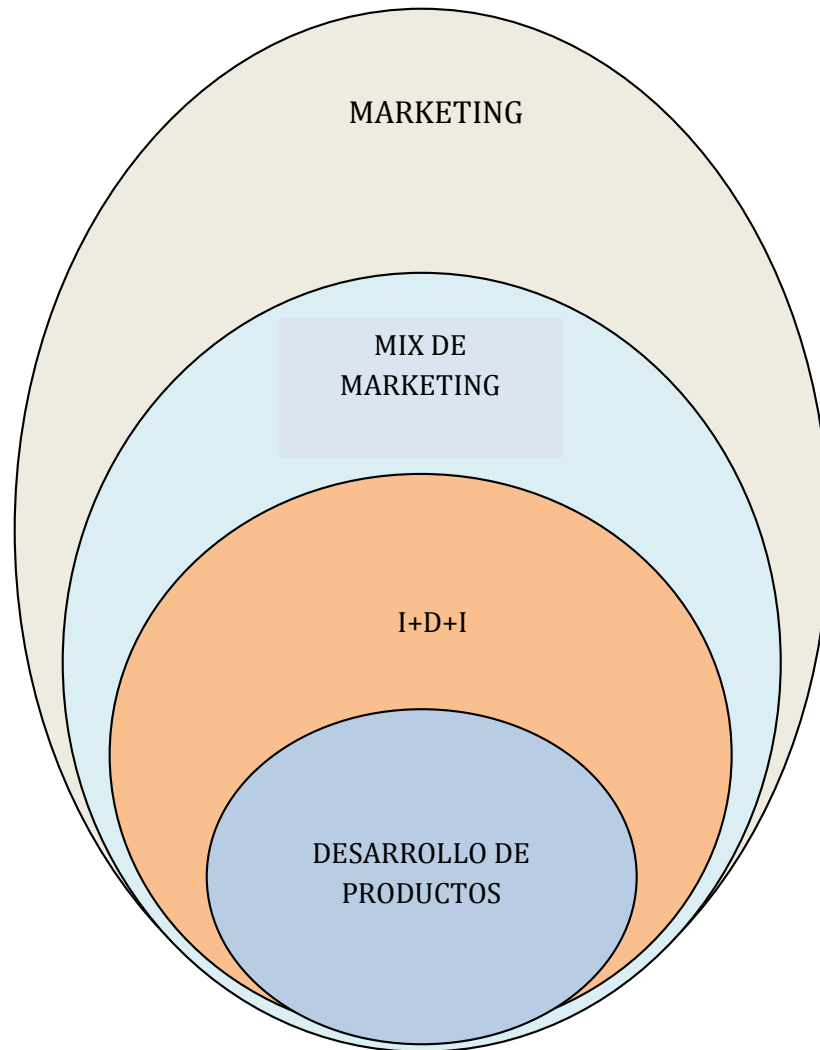 MARKETING
MIX DE
MARKETING
I+D+I
DESARROLLO DE
PRODUCTOS